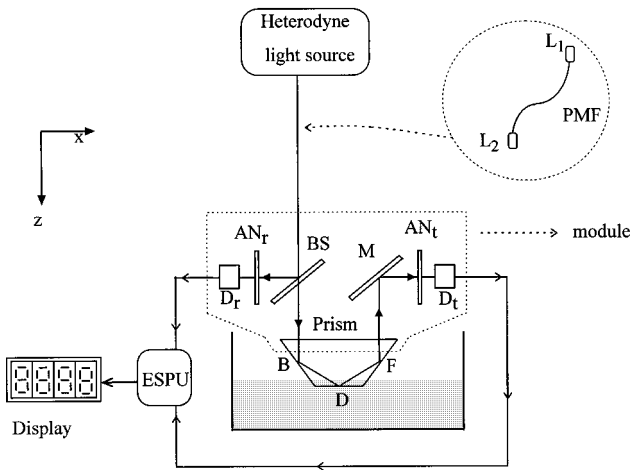 Heterodyne
light source
L1
PMF
L2
x
z
ANr
BS
M
ANt
module
Dr
Dt
Prism
B
F
D
8888
ESPU
Display